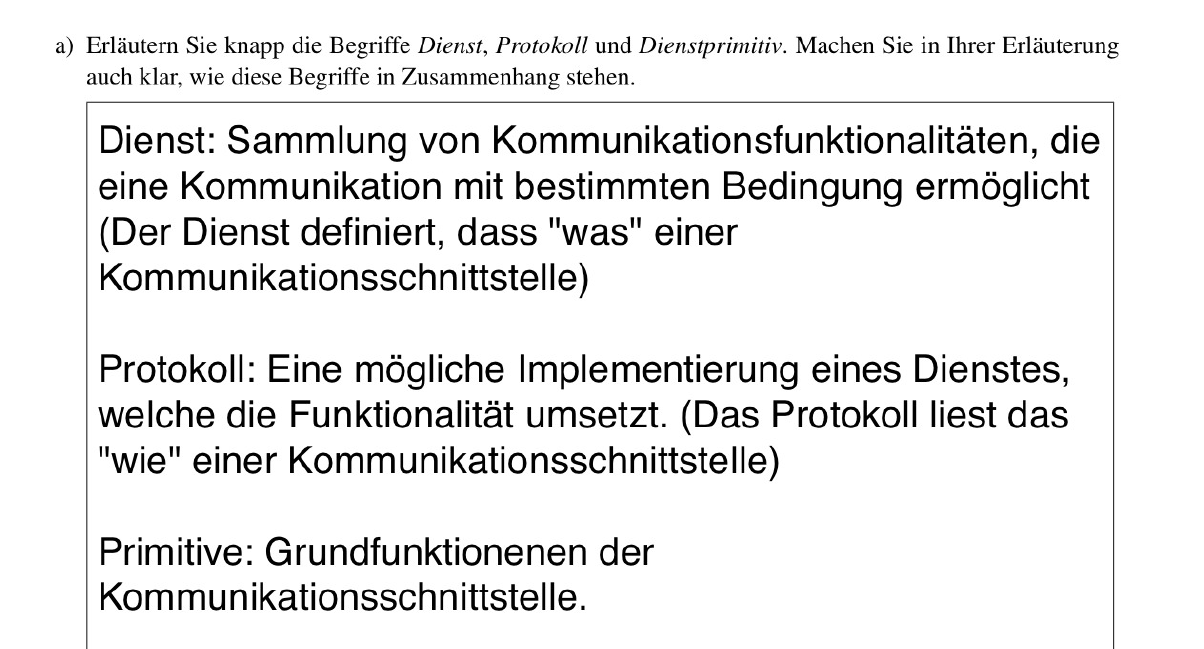 a) Erläutern Sie knapp die Begriffe Dienst, Protokoll und Dienstprimitiv. Machen Sie in Ihrer Erläuterung
auch klar, wie diese Begriffe in Zusammenhang stehen.
Dienst: Sammlung von Kommunikationsfunktionalitäten, die
eine Kommunikation mit bestimmten Bedingung ermöglicht
(Der Dienst definiert, dass "was" einer
Kommunikationsschnittstelle)
Protokoll: Eine mögliche Implementierung eines Dienstes,
welche die Funktionalität umsetzt. (Das Protokoll liest das
"wie" einer Kommunikationsschnittstelle)
Primitive: Grundfunktionenen der
Kommunikationsschnittstelle.